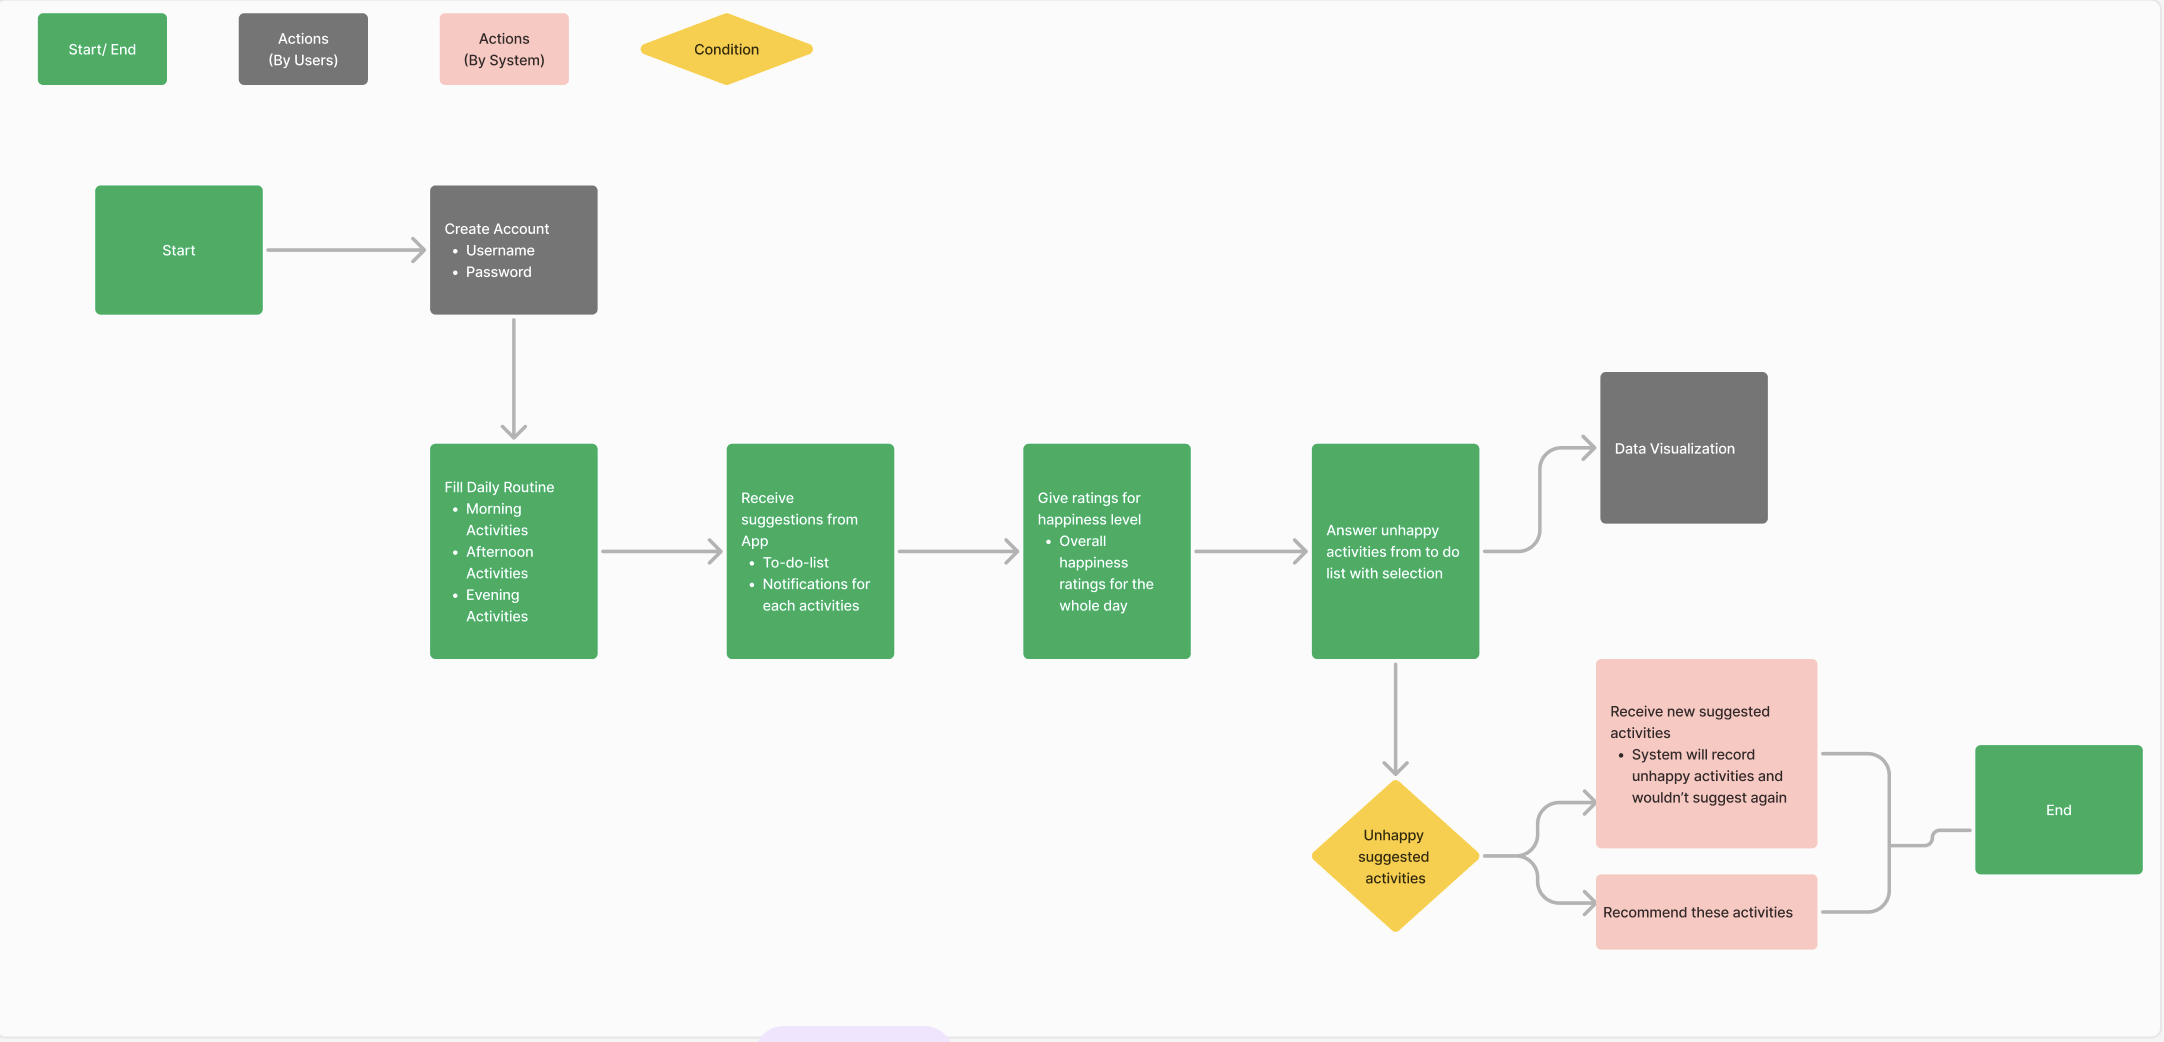 Start/ End
Actions
(By Users)
Actions
(By System)
Condition
Start
Create Account
• Username
• Password
Fill Daily Routine
• Morning
Activities
• Afternoon
Activities
• Evening
Activities
Receive
suggestions from
App
• To-do-list
• Notifications for
each activities
Give ratings for
happiness level
• Overall
happiness
ratings for the
whole day
Answer unhappy
activities from to do
list with selection
Data Visualization
Unhappy
suggested
activities
Receive new suggested
activities
• System will record
unhappy activities and
wouldn’t suggest again
Recommend these activities
End